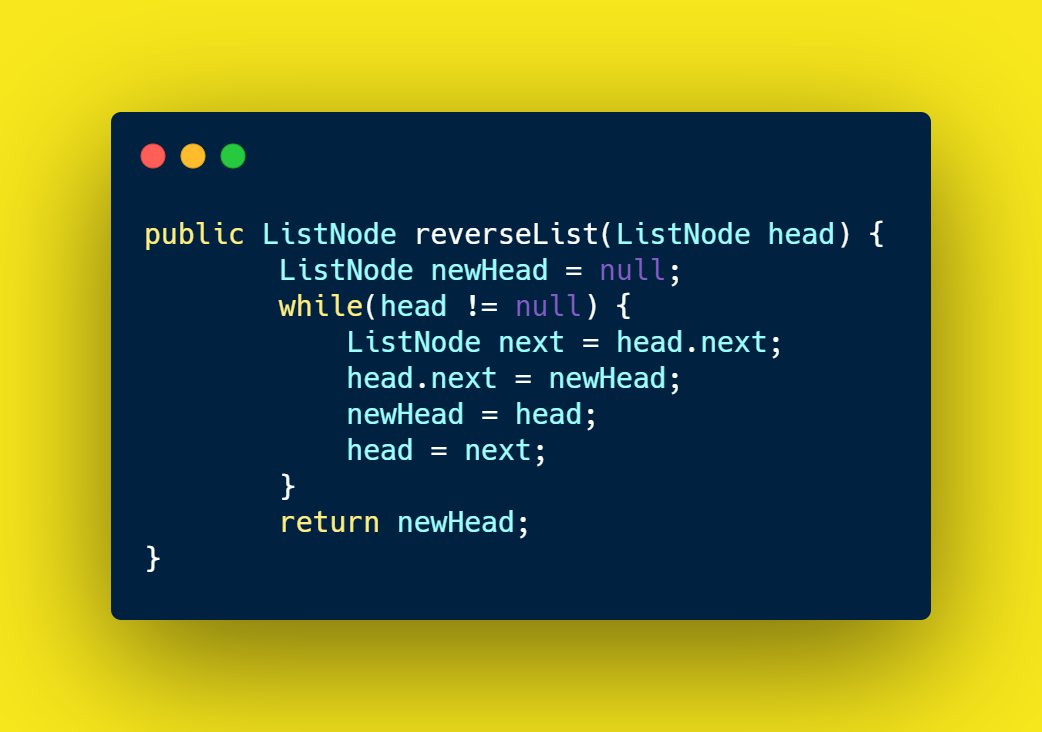 public ListNode reverseList(ListNode head) {
        ListNode newHead = null;
        while(head != null) {
            ListNode next = head.next;
            head.next = newHead;
            newHead = head;
            head = next;
        }
        return newHead;
}